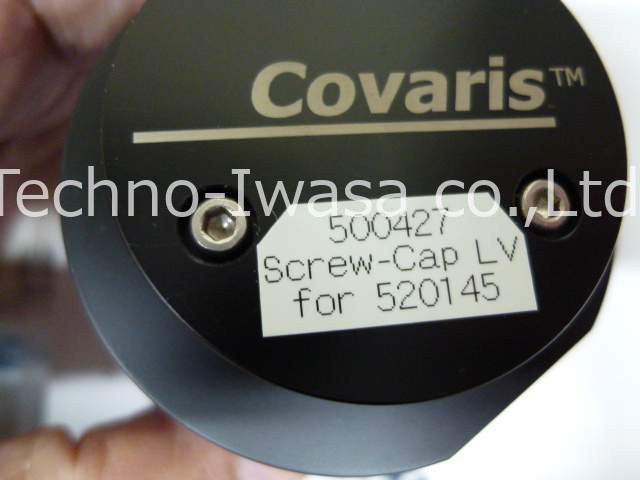 Covaris™
Techno-Iwasa co.,Ltd
500427
Screw-Cap LV
for 520145